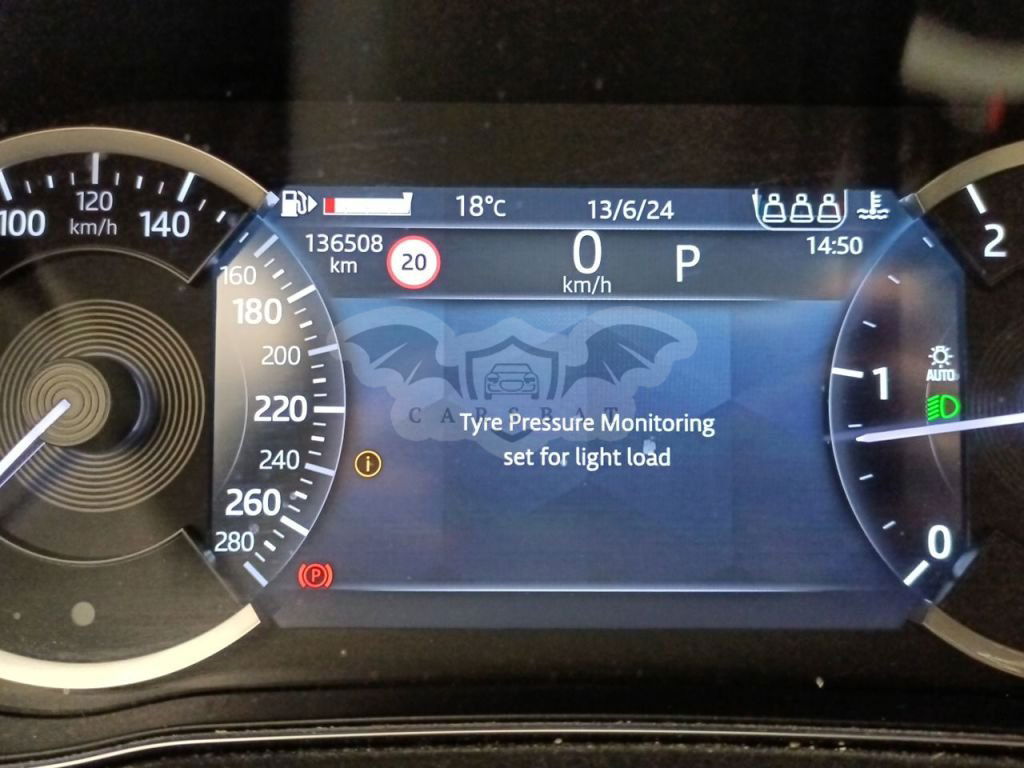 18°C
13/6/24
136508
km
20
0
km/h
P
14:50
100
120
km/h
140
160
180
200
220
240
260
280
CARSBAT
Tyre Pressure Monitoring
set for light load
i
P
2
1
0
AUTO